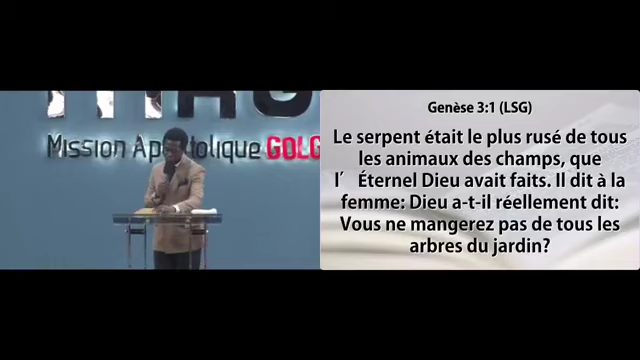 Mission Apostolique GOLG
Genèse 3:1 (LSG)
Le serpent était le plus rusé de tous
les animaux des champs, que
l´ Éternel Dieu avait faits. Il dit à la
femme: Dieu a-t-il réellement dit:
Vous ne mangerez pas de tous les
arbres du jardin?